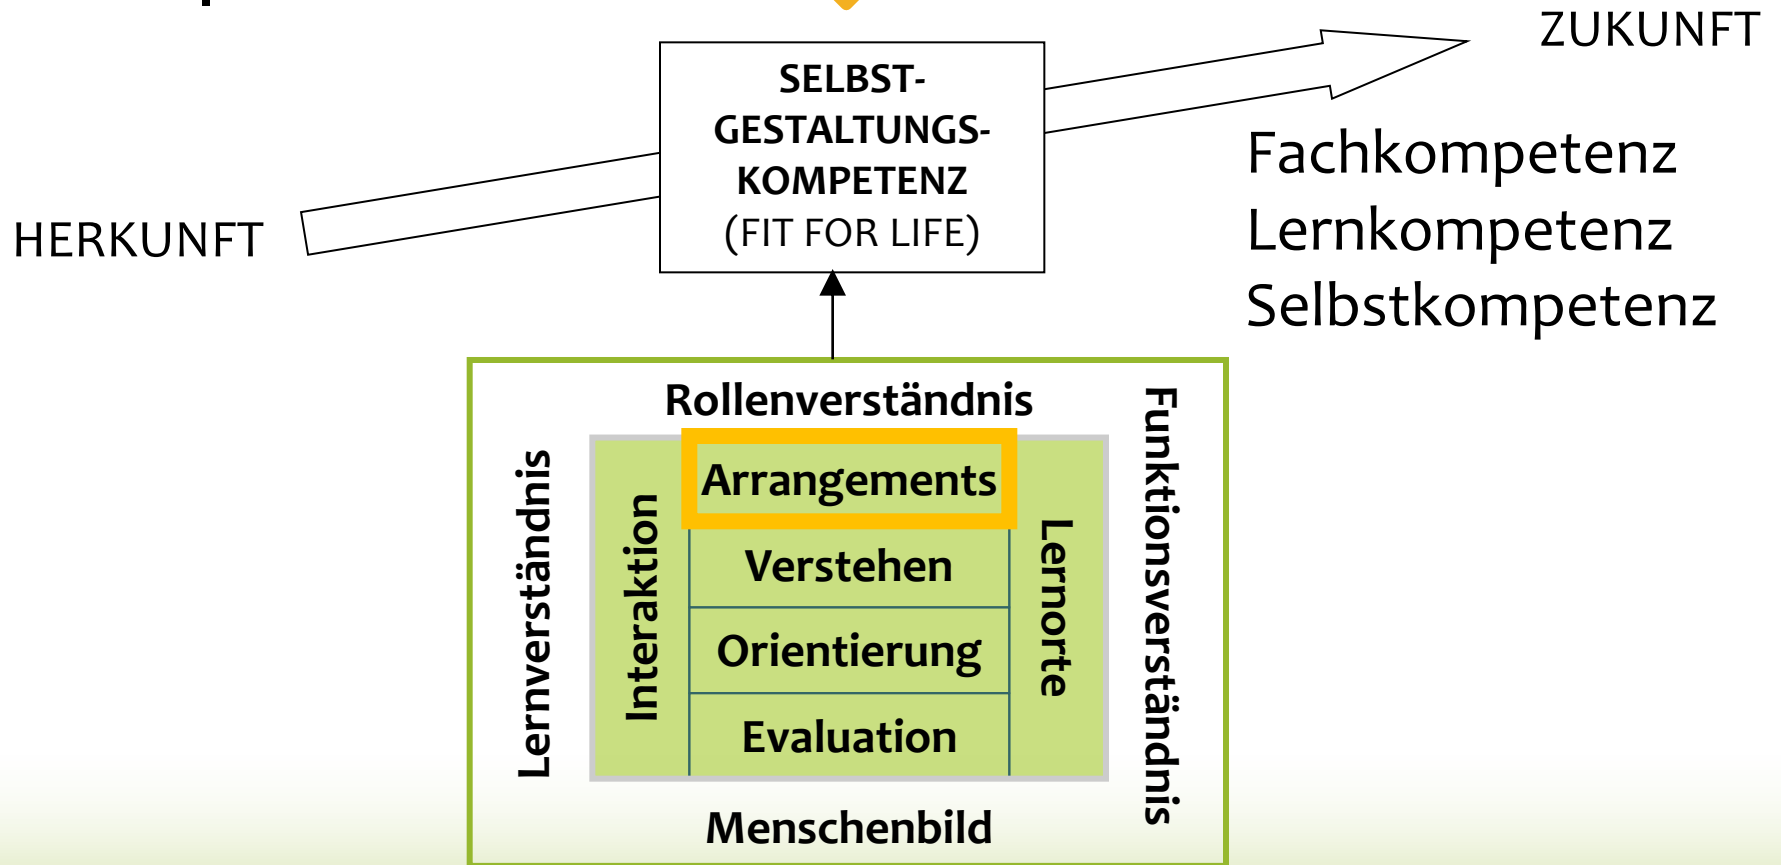 ZUKUNFT
SELBST-
GESTALTUNGS-
KOMPETENZ
(FIT FOR LIFE)
HERKUNFT
Fachkompetenz
Lernkompetenz
Selbstkompetenz
Rollenverständnis
Lernverständnis
Interaktion
Arrangements
Verstehen
Orientierung
Evaluation
Lernorte
Funktionsverständnis
Menschenbild